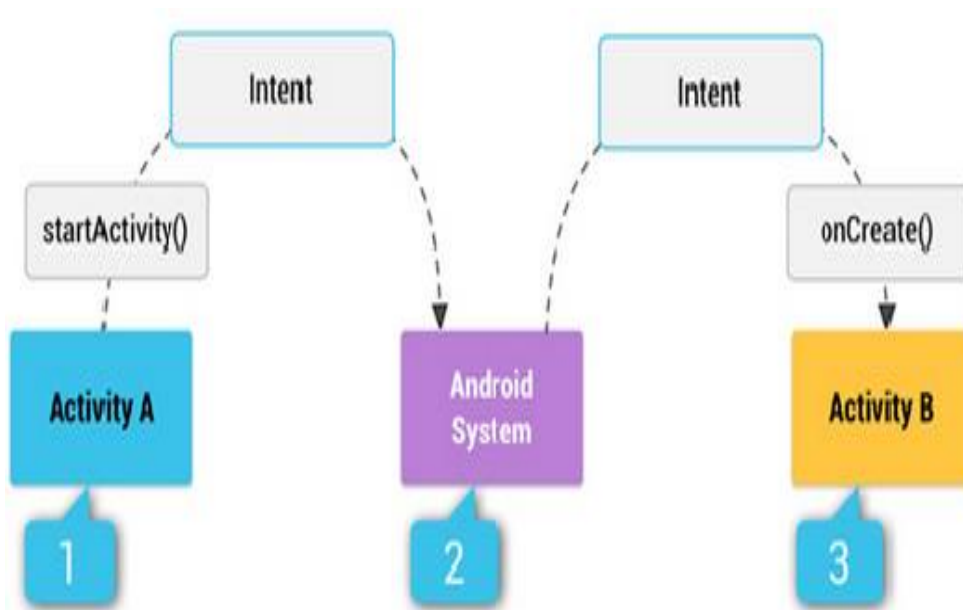 Intent
Intent
startActivity()
onCreate()
Activity A
Android
System
Activity B
1
2
3